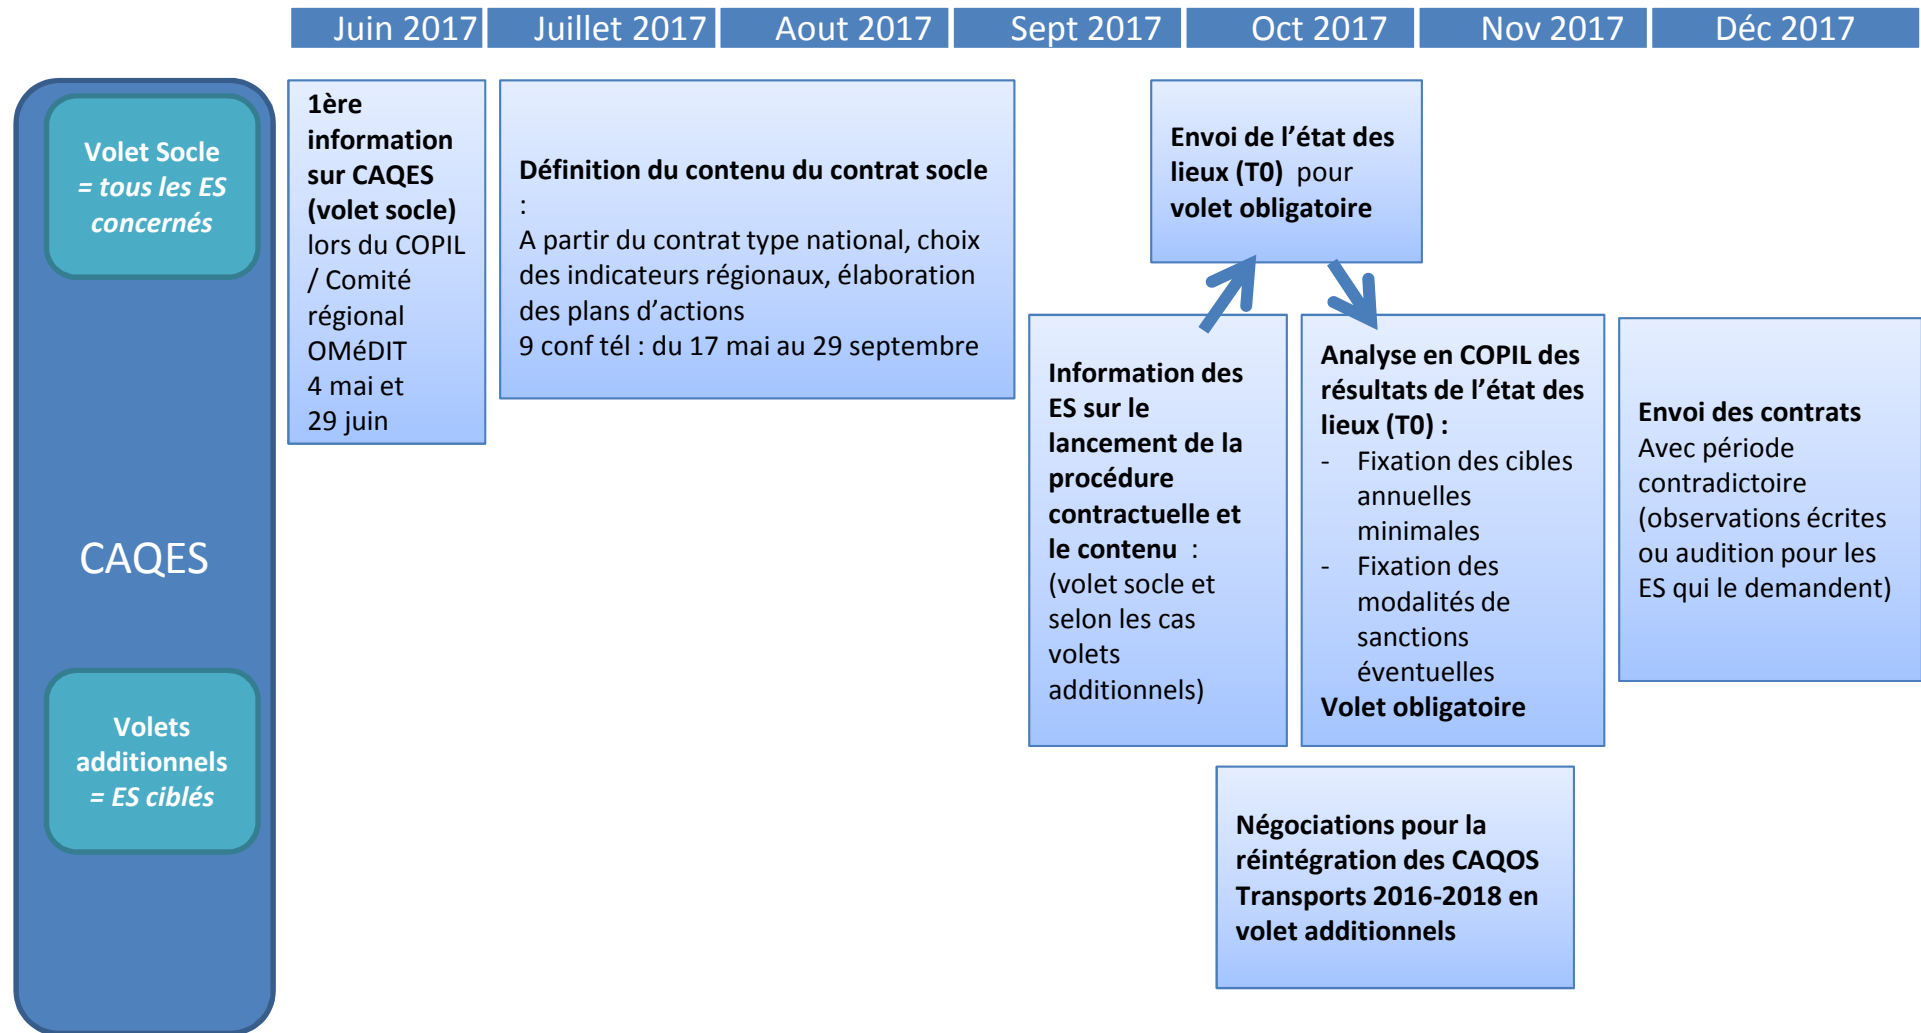 Juin 2017
Juillet 2017
Aout 2017
Sept 2017
Oct 2017
Nov 2017
Déc 2017
Volet Socle
= tous les ES
concernés
CAQES
Volets
additionnels
= ES ciblés
1ère
information
sur CAQES
(volet socle)
lors du COPIL
/ Comité
régional
OMéDIT
4 mai et
29 juin
Définition du contenu du contrat socle
:
A partir du contrat type national, choix
des indicateurs régionaux, élaboration
des plans d’actions
9 conf tél : du 17 mai au 29 septembre
Information des
ES sur le
lancement de la
procédure
contractuelle et
le contenu :
(volet socle et
selon les cas
volets
additionnels)
Envoi de l’état des
lieux (T0) pour
volet obligatoire
Analyse en COPIL des
résultats de l’état des
lieux (T0) :
- Fixation des cibles
annuelles
minimales
- Fixation des
modalités de
sanctions
éventuelles
Volet obligatoire
Négociations pour la
réintégration des CAQOS
Transports 2016-2018 en
volet additionnels
Envoi des contrats
Avec période
contradictoire
(observations écrites
ou audition pour les
ES qui le demandent)